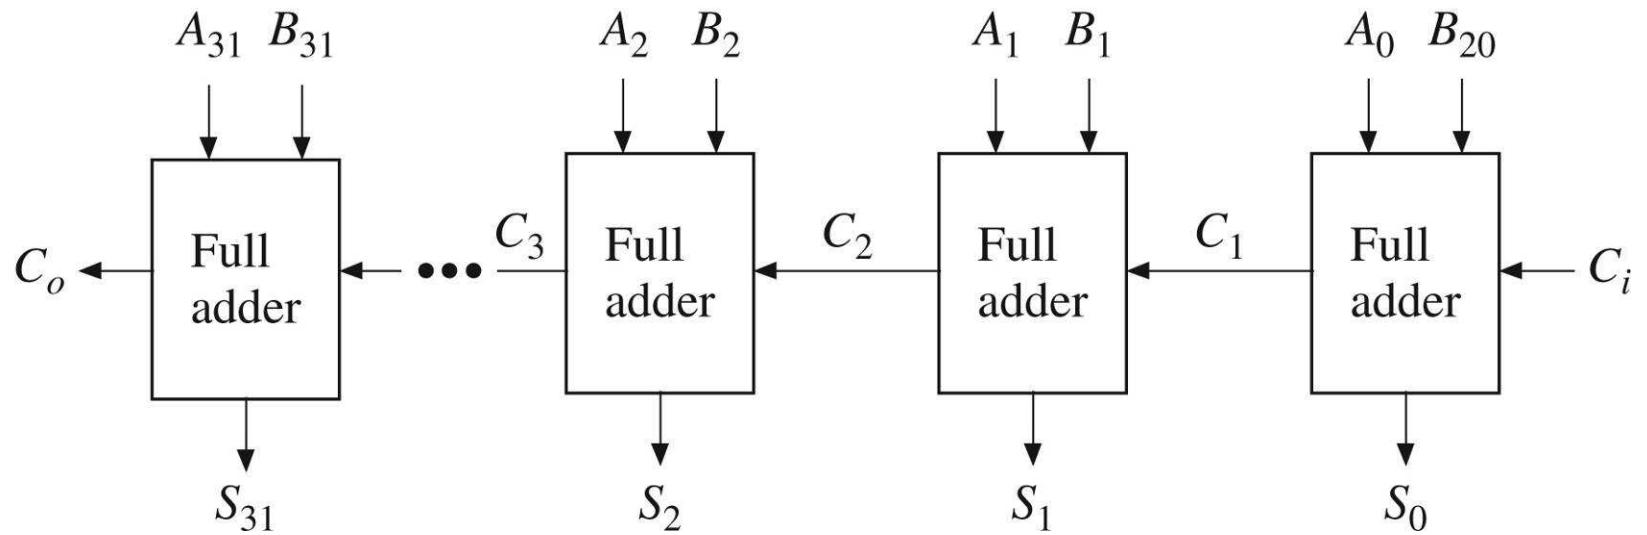 A31 B31 A2 B2 A1 B1 A0 B20
Co Full adder C3 Full adder C2 Full adder C1 Full adder Ci
S31 S2 S1 S0